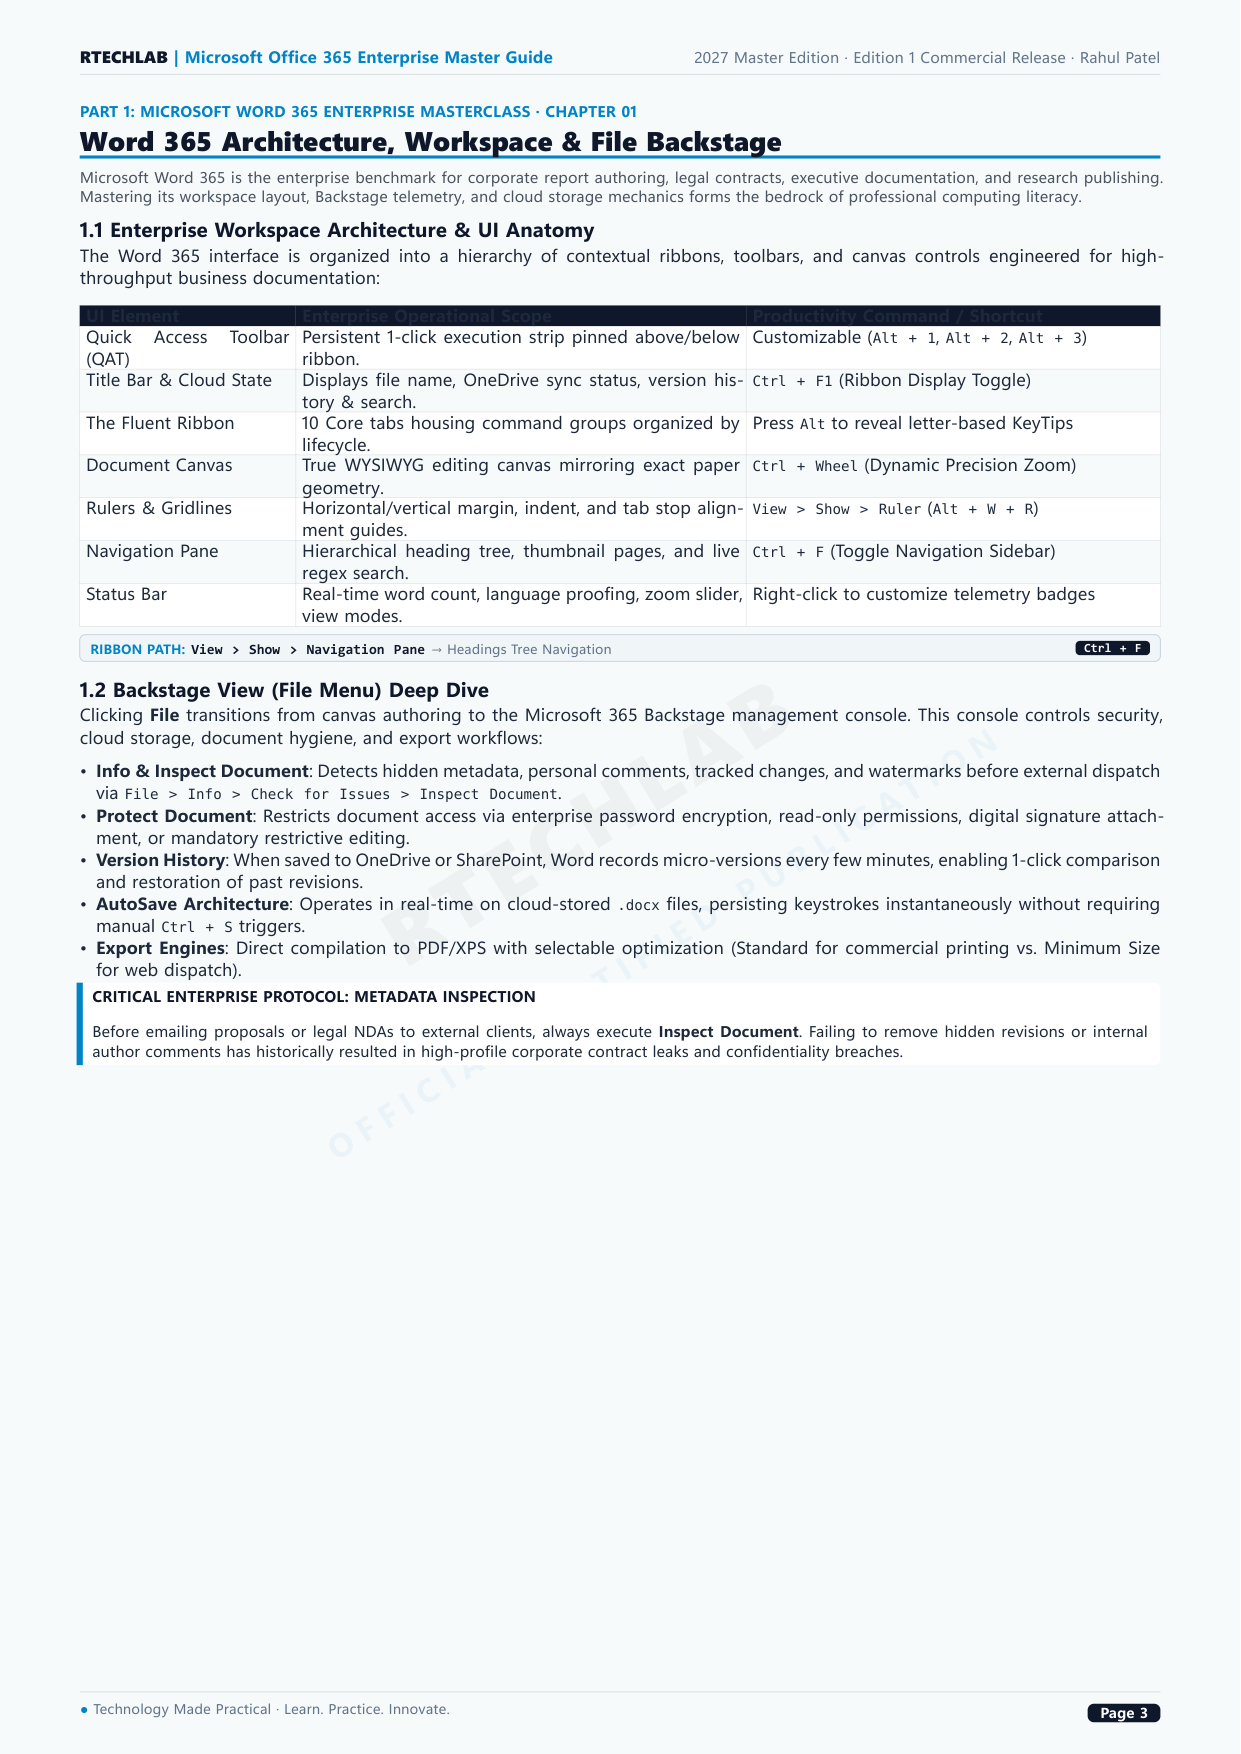 RTECHLAB | Microsoft Office 365 Enterprise Master Guide
2027 Master Edition · Edition 1 Commercial Release · Rahul Patel
PART 1: MICROSOFT WORD 365 ENTERPRISE MASTERCLASS · CHAPTER 01
Word 365 Architecture, Workspace & File Backstage
Microsoft Word 365 is the enterprise benchmark for corporate report authoring, legal contracts, executive documentation, and research publishing.
Mastering its workspace layout, Backstage telemetry, and cloud storage mechanics forms the bedrock of professional computing literacy.
1.1 Enterprise Workspace Architecture & UI Anatomy
The Word 365 interface is organized into a hierarchy of contextual ribbons, toolbars, and canvas controls engineered for high-
throughput business documentation:
UI Element Enterprise Operational Scope Productivity Command / Shortcut
Quick Access Toolbar Persistent 1-click execution strip pinned above/below Customizable (Alt + 1, Alt + 2, Alt + 3)
(QAT) ribbon.
Title Bar & Cloud State Displays file name, OneDrive sync status, version his- Ctrl + F1 (Ribbon Display Toggle)
tory & search.
The Fluent Ribbon 10 Core tabs housing command groups organized by Press Alt to reveal letter-based KeyTips
lifecycle.
Document Canvas True WYSIWYG editing canvas mirroring exact paper Ctrl + Wheel (Dynamic Precision Zoom)
geometry.
Rulers & Gridlines Horizontal/vertical margin, indent, and tab stop align- View > Show > Ruler (Alt + W + R)
ment guides.
Navigation Pane Hierarchical heading tree, thumbnail pages, and live Ctrl + F (Toggle Navigation Sidebar)
regex search.
Status Bar Real-time word count, language proofing, zoom slider, Right-click to customize telemetry badges
view modes.
RIBBON PATH: View > Show > Navigation Pane → Headings Tree Navigation Ctrl + F
1.2 Backstage View (File Menu) Deep Dive
Clicking File transitions from canvas authoring to the Microsoft 365 Backstage management console. This console controls security,
cloud storage, document hygiene, and export workflows:
• Info & Inspect Document: Detects hidden metadata, personal comments, tracked changes, and watermarks before external dispatch
via File > Info > Check for Issues > Inspect Document.
• Protect Document: Restricts document access via enterprise password encryption, read-only permissions, digital signature attach-
ment, or mandatory restrictive editing.
• Version History: When saved to OneDrive or SharePoint, Word records micro-versions every few minutes, enabling 1-click comparison
and restoration of past revisions.
• AutoSave Architecture: Operates in real-time on cloud-stored .docx files, persisting keystrokes instantaneously without requiring
manual Ctrl + S triggers.
• Export Engines: Direct compilation to PDF/XPS with selectable optimization (Standard for commercial printing vs. Minimum Size
for web dispatch).
CRITICAL ENTERPRISE PROTOCOL: METADATA INSPECTION
Before emailing proposals or legal NDAs to external clients, always execute Inspect Document. Failing to remove hidden revisions or internal
author comments has historically resulted in high-profile corporate contract leaks and confidentiality breaches.
RTECHLAB
PUBLICATION
• Technology Made Practical · Learn. Practice. Innovate.
Page 3